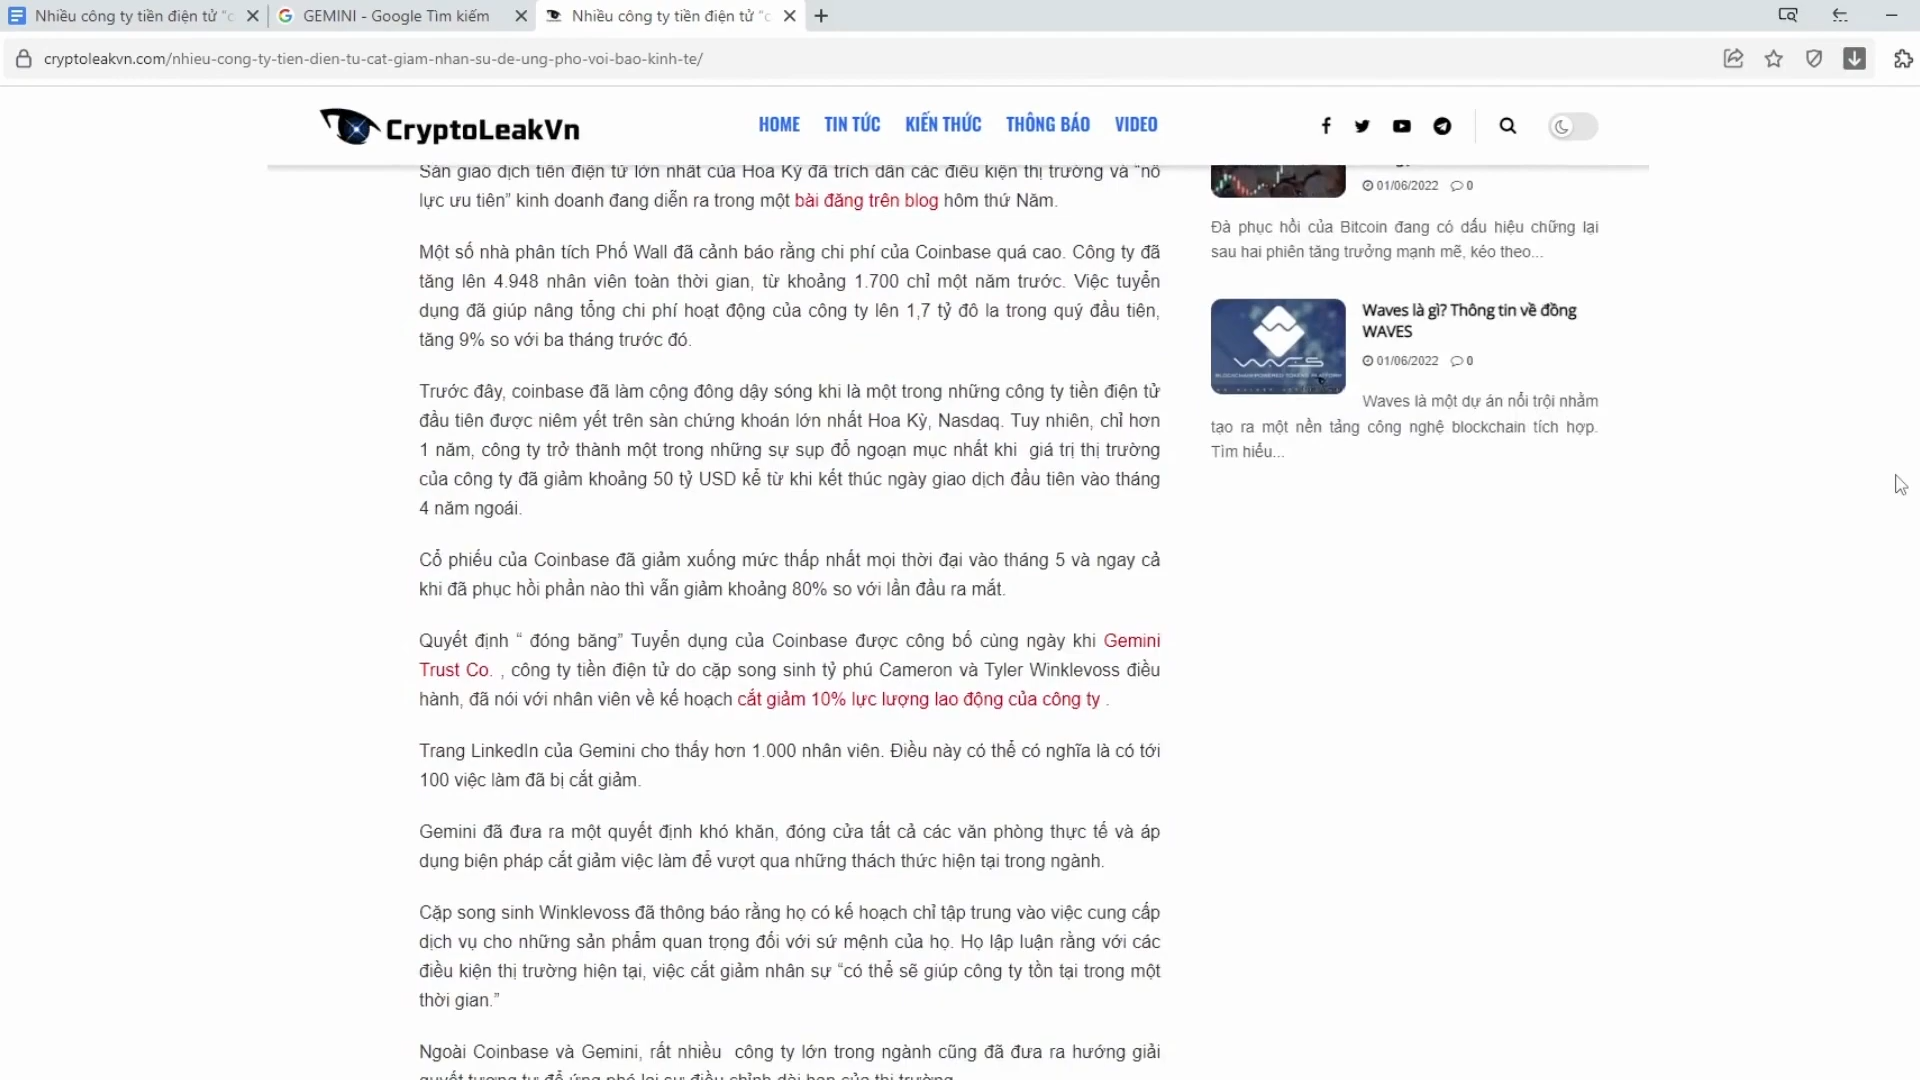 Nhiều công ty tiền điện tử “c
GEMINI - Google Tìm kiếm
Nhiều công ty tiền điện tử “c
cryptoleakvn.com/nhieu-cong-ty-tien-dien-tu-cat-giam-nhan-su-de-ung-pho-voi-bao-kinh-te/
CryptoLeakVn
HOME
TIN TỨC
KIẾN THỨC
THÔNG BÁO
VIDEO
Sàn giao dịch tiền điện tử lớn nhất của Hoa Kỳ đã trích dẫn các điều kiện thị trường và “nỗ
lực ưu tiên” kinh doanh đang diễn ra trong một bài đăng trên blog hôm thứ Năm.
Một số nhà phân tích Phố Wall đã cảnh báo rằng chi phí của Coinbase quá cao. Công ty đã
tăng lên 4.948 nhân viên toàn thời gian, từ khoảng 1.700 chỉ một năm trước. Việc tuyển
dụng đã giúp nâng tổng chi phí hoạt động của công ty lên 1,7 tỷ đô la trong quý đầu tiên,
tăng 9% so với ba tháng trước đó.
Trước đây, coinbase đã làm cộng đông dậy sóng khi là một trong những công ty tiền điện tử
đầu tiên được niêm yết trên sàn chứng khoán lớn nhất Hoa Kỳ, Nasdaq. Tuy nhiên, chỉ hơn
1 năm, công ty trở thành một trong những sự sụp đổ ngoạn mục nhất khi giá trị thị trường
của công ty đã giảm khoảng 50 tỷ USD kể từ khi kết thúc ngày giao dịch đầu tiên vào tháng
4 năm ngoái.
Cổ phiếu của Coinbase đã giảm xuống mức thấp nhất mọi thời đại vào tháng 5 và ngay cả
khi đã phục hồi phần nào thì vẫn giảm khoảng 80% so với lần đầu ra mắt.
Quyết định “ đóng băng” Tuyển dụng của Coinbase được công bố cùng ngày khi Gemini
Trust Co. , công ty tiền điện tử do cặp song sinh tỷ phú Cameron và Tyler Winklevoss điều
hành, đã nói với nhân viên về kế hoạch cắt giảm 10% lực lượng lao động của công ty .
Trang LinkedIn của Gemini cho thấy hơn 1.000 nhân viên. Điều này có thể có nghĩa là có tới
100 việc làm đã bị cắt giảm.
Gemini đã đưa ra một quyết định khó khăn, đóng cửa tất cả các văn phòng thực tế và áp
dụng biện pháp cắt giảm việc làm để vượt qua những thách thức hiện tại trong ngành.
Cặp song sinh Winklevoss đã thông báo rằng họ có kế hoạch chỉ tập trung vào việc cung cấp
dịch vụ cho những sản phẩm quan trọng đối với sứ mệnh của họ. Họ lập luận rằng với các
điều kiện thị trường hiện tại, việc cắt giảm nhân sự “có thể sẽ giúp công ty tồn tại trong một
thời gian.”
Ngoài Coinbase và Gemini, rất nhiều công ty lớn trong ngành cũng đã đưa ra hướng giải
quyết tương tự để ứng phó lại sự điều chỉnh dài hạn của thị trường.
01/06/2022 0
Đà phục hồi của Bitcoin đang có dấu hiệu chững lại
sau hai phiên tăng trưởng mạnh mẽ, kéo theo...
WAVES
Waves là gì? Thông tin về đồng
WAVES
01/06/2022 0
Waves là một dự án nổi trội nhằm
tạo ra một nền tảng công nghệ blockchain tích hợp.
Tìm hiểu...